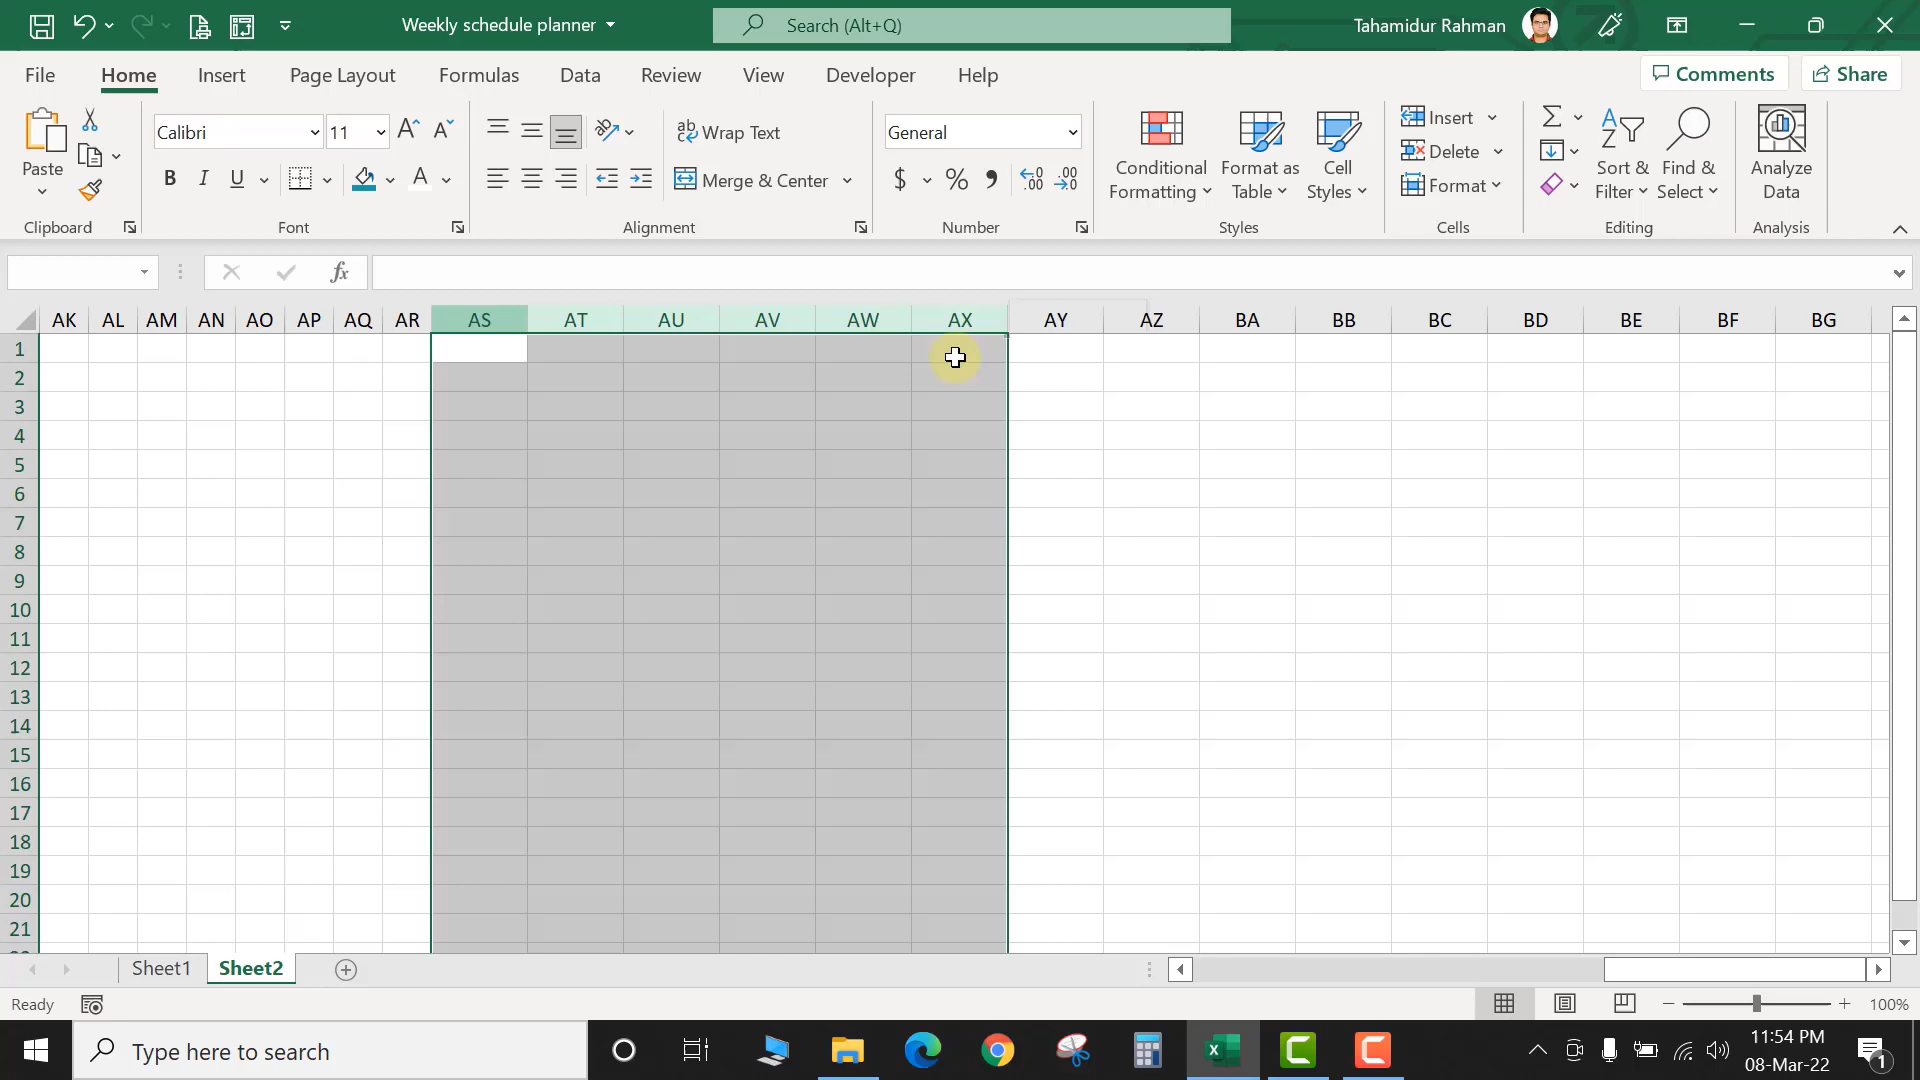 Weekly schedule planner
Search (Alt+Q)
Tahamidur Rahman
File Home Insert Page Layout Formulas Data Review View Developer Help
Comments Share
Paste
Clipboard
Calibri 11
B I U
Font
ab Wrap Text
Merge & Center
Alignment
General
$ % 9 .00 .00
Number
Conditional Formatting
Format as Table
Cell Styles
Styles
Insert
Delete
Format
Cells
Sort & Filter
Find & Select
Editing
Analyze Data
Analysis
fx
AK AL AM AN AO AP AQ AR AS AT AU AV AW AX AY AZ BA BB BC BD BE BF BG
1
2
3
4
5
6
7
8
9
10
11
12
13
14
15
16
17
18
19
20
21
Sheet1 Sheet2
Ready
100%
Type here to search
11:54 PM
08-Mar-22
1